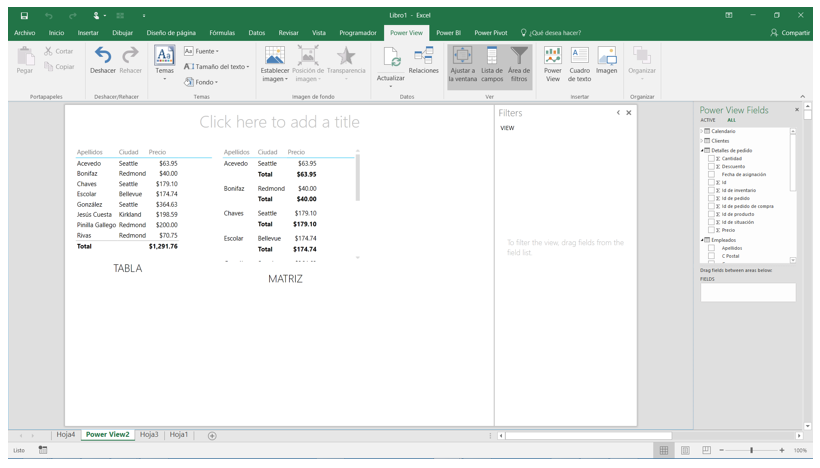 Libro1 - Excel
Archivo Inicio Insertar Dibujar Diseño de página Fórmulas Datos Revisar Vista Programador Power View Power BI Power Pivot ¿Qué desea hacer? Compartir
Pegar Cortar Copiar
Deshacer Rehacer
Temas Fuente Tamaño del texto Fondo
Establecer imagen Posición de imagen Transparencia
Actualizar Relaciones
Ajustar a la ventana Lista de campos Área de filtros
Power View Cuadro de texto Imagen
Organizar
Portapapeles Deshacer/Rehacer Temas Imagen de fondo Datos Ver Insertar Organizar
Click here to add a title
Apellidos Ciudad Precio
Acevedo Seattle $63.95
Bonifaz Redmond $40.00
Chaves Seattle $179.10
Escolar Bellevue $174.74
González Seattle $364.63
Jesús Cuesta Kirkland $198.59
Pinilla Gallego Redmond $200.00
Rivas Redmond $70.75
Total $1,291.76
TABLA
Apellidos Ciudad Precio
Acevedo Seattle $63.95
Total $63.95
Bonifaz Redmond $40.00
Total $40.00
Chaves Seattle $179.10
Total $179.10
Escolar Bellevue $174.74
Total $174.74
MATRIZ
Filters
VIEW
To filter the view, drag fields from the
field list.
Power View Fields
ACTIVE ALL
Calendario
Clientes
Detalles de pedido
Σ Cantidad
Σ Descuento
Fecha de asignación
Σ Id
Σ Id de inventario
Σ Id de pedido
Σ Id de pedido de compra
Σ Id de producto
Σ Id de situación
Σ Precio
Empleados
Apellidos
C Postal
Drag fields between areas below:
FIELDS
Hoja4 Power View2 Hoja3 Hoja1
Listo
100%